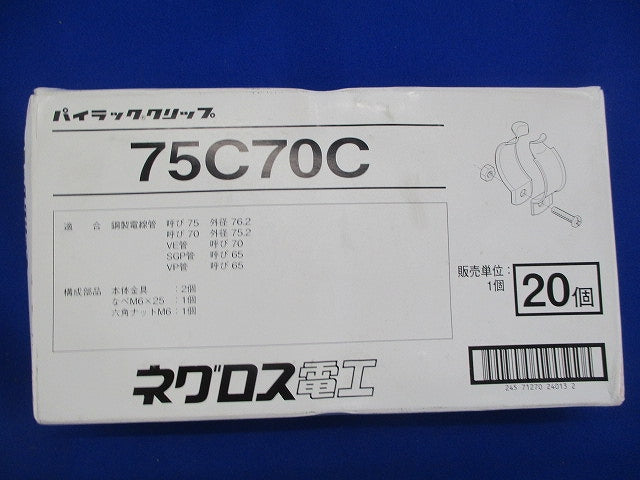 パイラッククリップ
75C70C
適 合 鋼製電線管 呼び75 外径76.2
呼び70 外径75.2
VE管 呼び70
SGP管 呼び65
VP管 呼び65
構成部品 本体金具 :2個
なべM6×25 :1個
六角ナットM6:1個
販売単位:
1個
20個
ネグロス電工
245 71270 24013 2